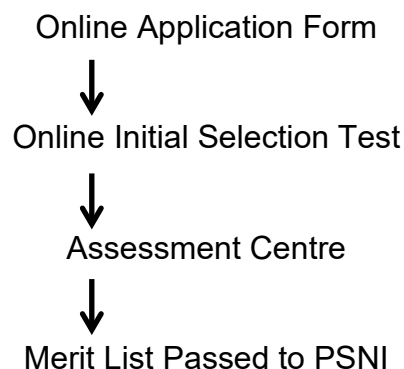 Online Application Form
Online Initial Selection Test
Assessment Centre
Merit List Passed to PSNI